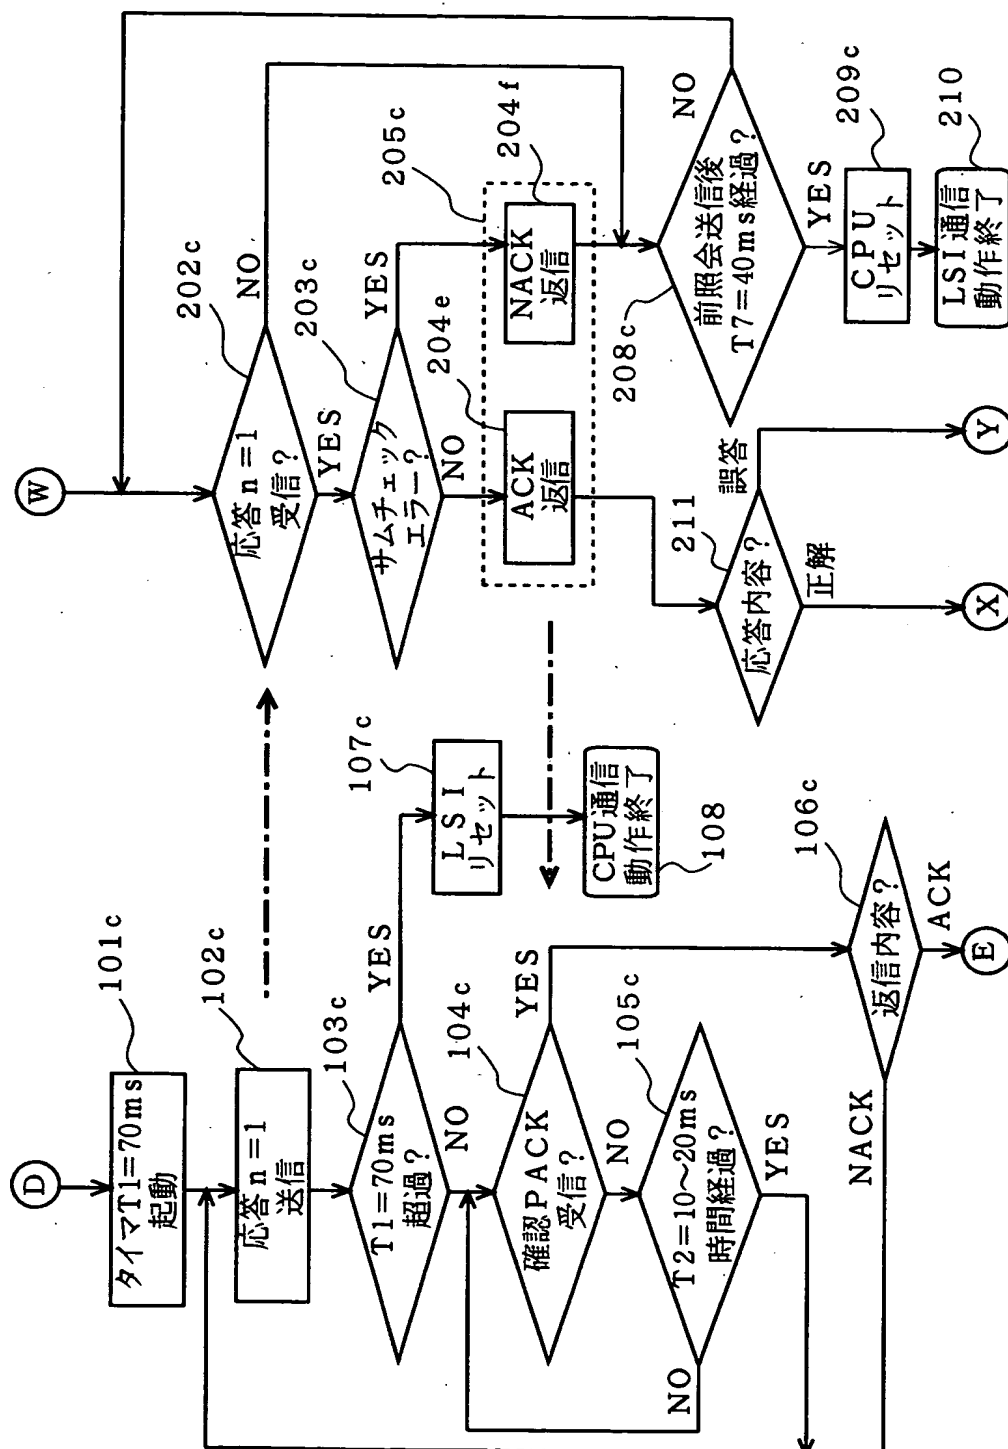 D
タイマT1=70ms
起動
101c
応答n=1
送信
102c
T1=70ms
超過?
103c
YES
NO
LSI
リセット
107c
CPU通信
動作終了
108
確認PACK
受信?
104c
YES
NO
T2=10~20ms
時間経過?
105c
NO
YES
返信内容?
106c
NACK
ACK
E
W
応答n=1
受信?
202c
NO
YES
サムチェック
エラー?
203c
YES
NO
205c
ACK
返信
204e
NACK
返信
204f
前照会送信後
T7=40ms経過?
208c
NO
YES
CPU
リセット
209c
LSI通信
動作終了
210
応答内容?
211
誤答
正解
X
Y